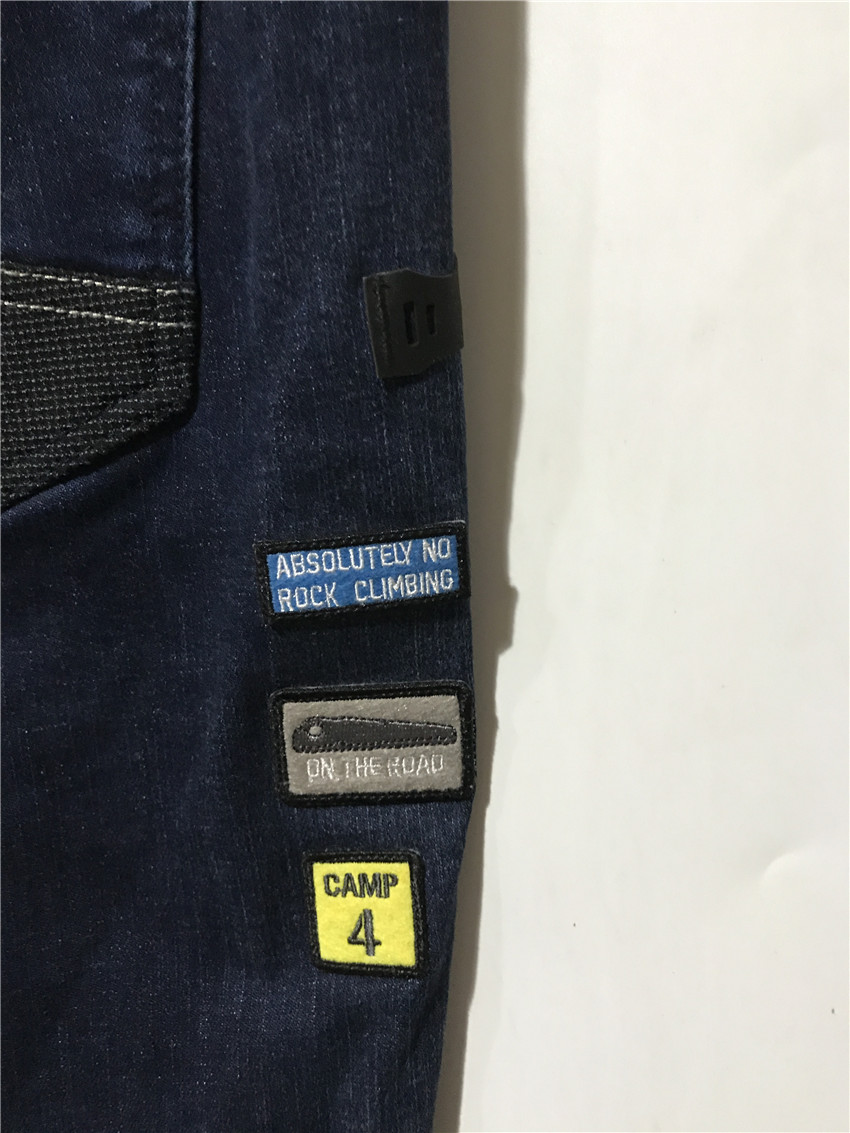 ABSOLUTELY NO
ROCK CLIMBING
ON THE ROAD
CAMP
4